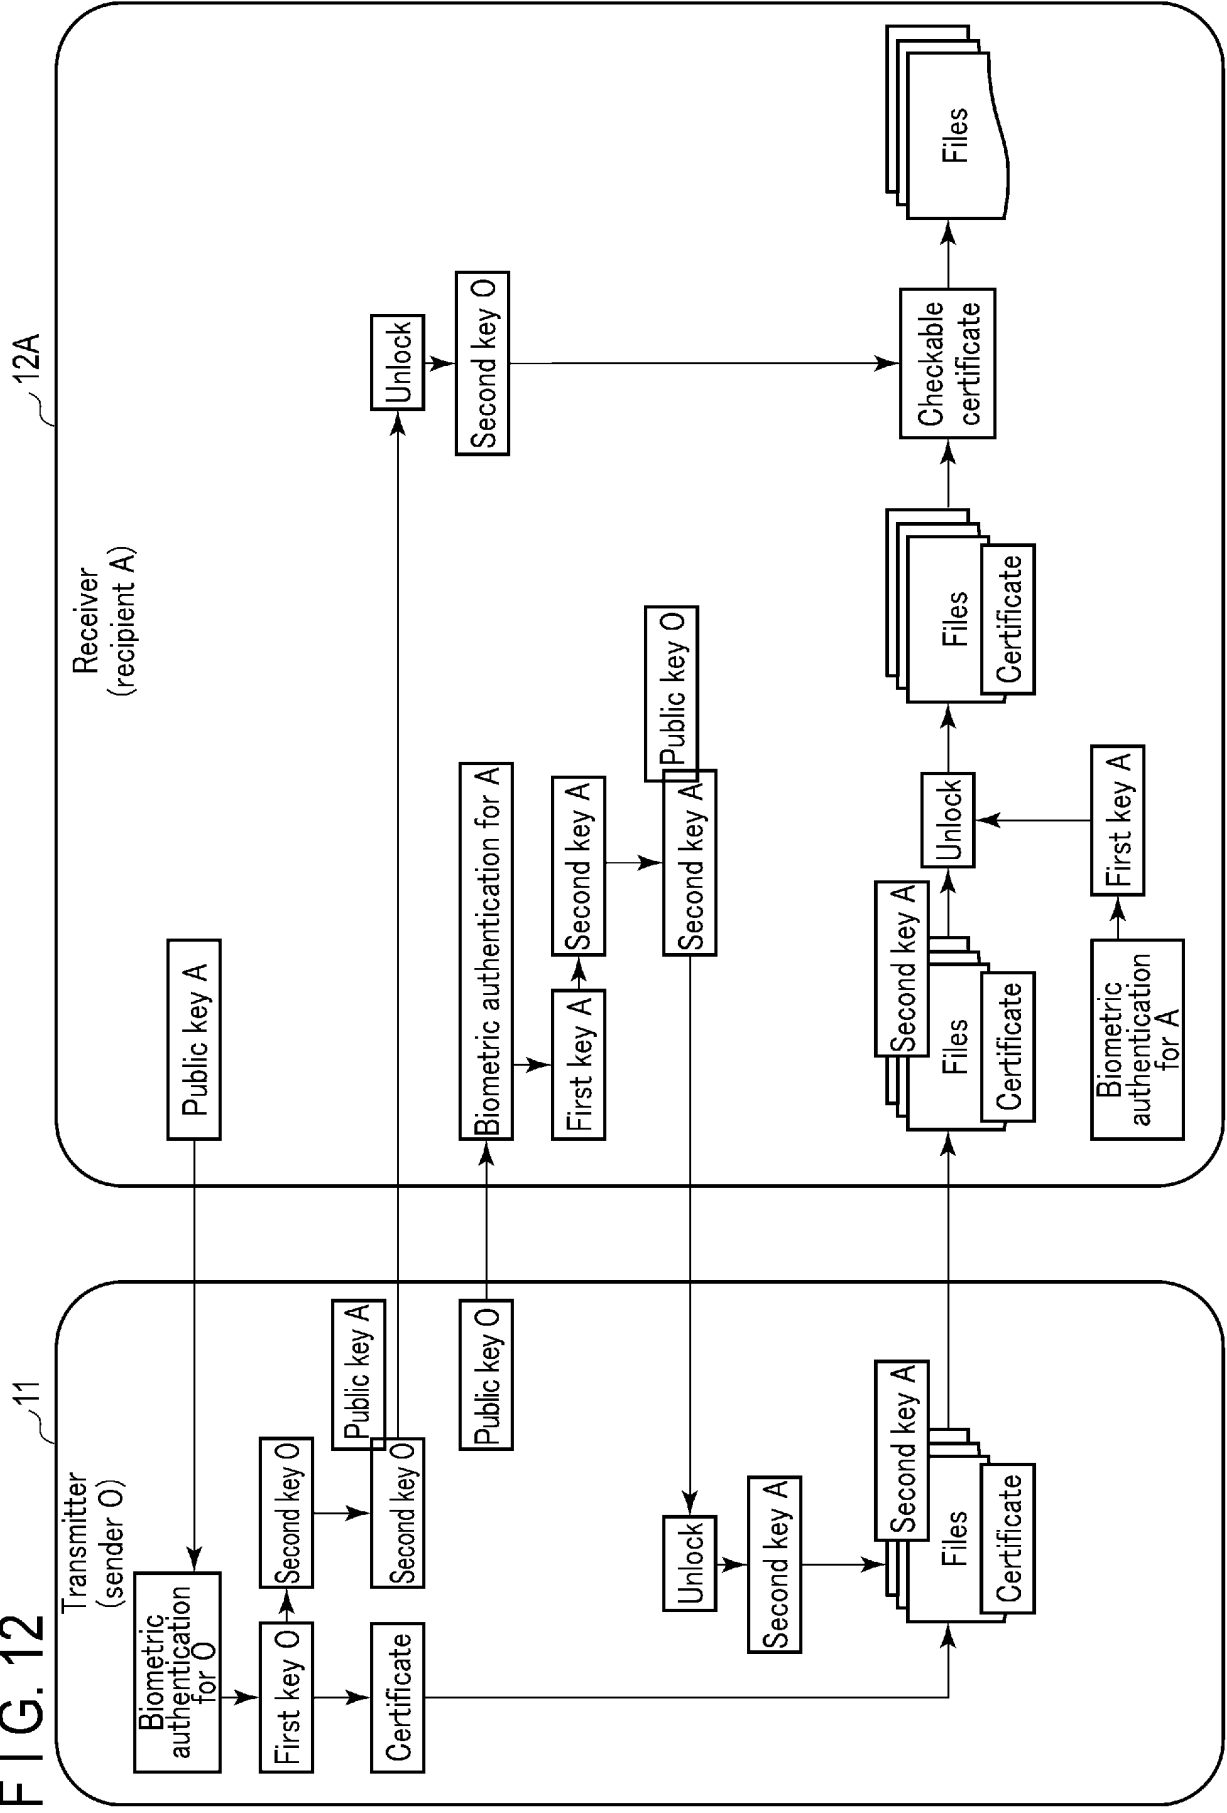 FIG. 12
11
Transmitter
(sender O)
12A
Receiver
(recipient A)
Biometric
authentication
for O
Public key A
First key O
Second key O
Certificate
Second key O
Public key A
Unlock
Second key O
Public key O
Biometric authentication for A
First key A
Second key A
Second key A
Public key O
Unlock
Second key A
Second key A
Files
Certificate
Second key A
Files
Certificate
Unlock
Biometric
authentication
for A
First key A
Files
Certificate
Checkable
certificate
Files